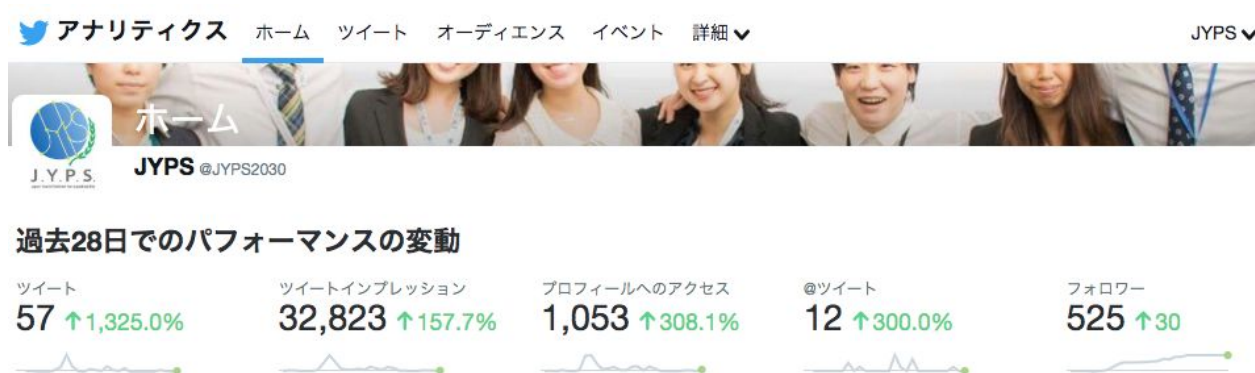 アナリティクス ホーム ツイート オーディエンス イベント 詳細 JYPS
ホーム
J.Y.P.S.
JYPS @JYPS2030
過去28日でのパフォーマンスの変動
ツイート ツイートインプレッション プロフィールへのアクセス @ツイート フォロワー
57 ↑1,325.0% 32,823 ↑157.7% 1,053 ↑308.1% 12 ↑300.0% 525 ↑30